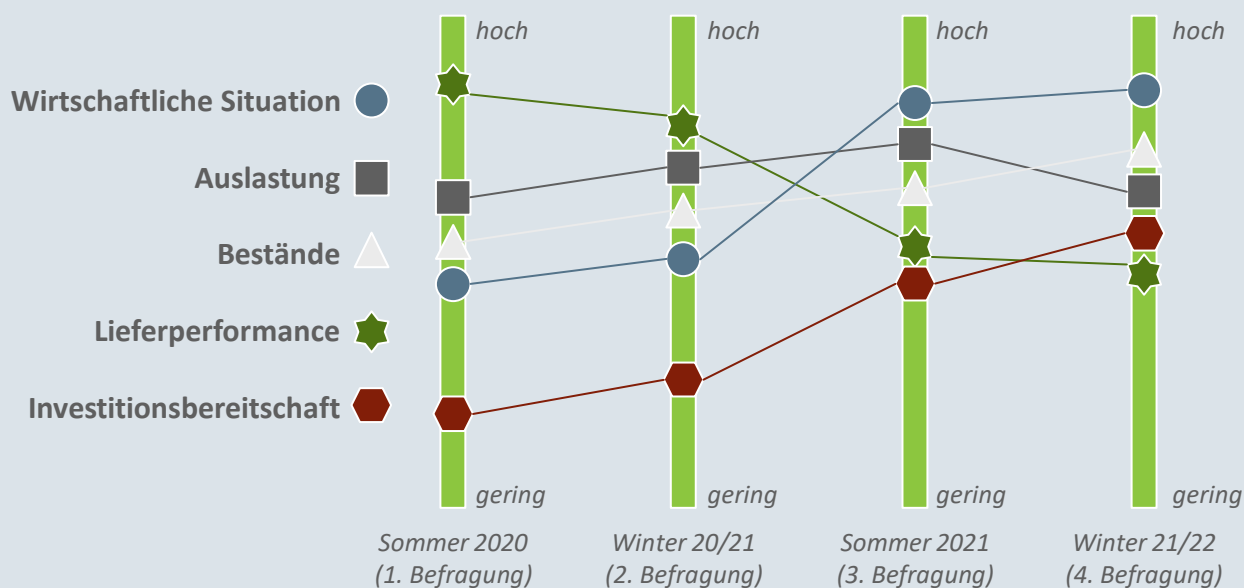 hoch
hoch
hoch
hoch
Wirtschaftliche Situation
Auslastung
Bestände
Lieferperformance
Investitionsbereitschaft
gering
gering
gering
gering
Sommer 2020
(1. Befragung)
Winter 20/21
(2. Befragung)
Sommer 2021
(3. Befragung)
Winter 21/22
(4. Befragung)